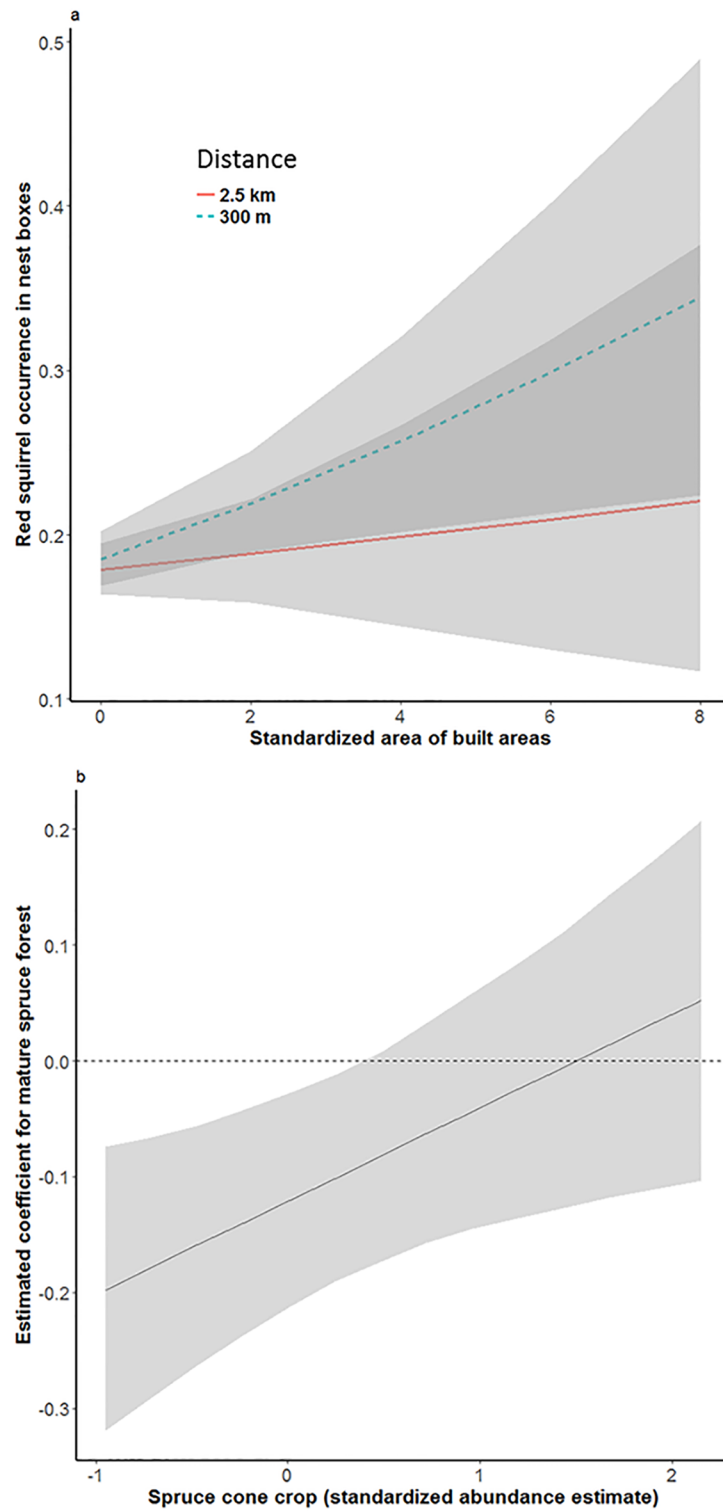 a
0.5
0.4
0.3
0.2
0.1
Red squirrel occurrence in nest boxes
Distance
2.5 km
300 m
0 2 4 6 8
Standardized area of built areas
b
0.2
0.1
0.0
-0.1
-0.2
-0.3
Estimated coefficient for mature spruce forest
-1 0 1 2
Spruce cone crop (standardized abundance estimate)